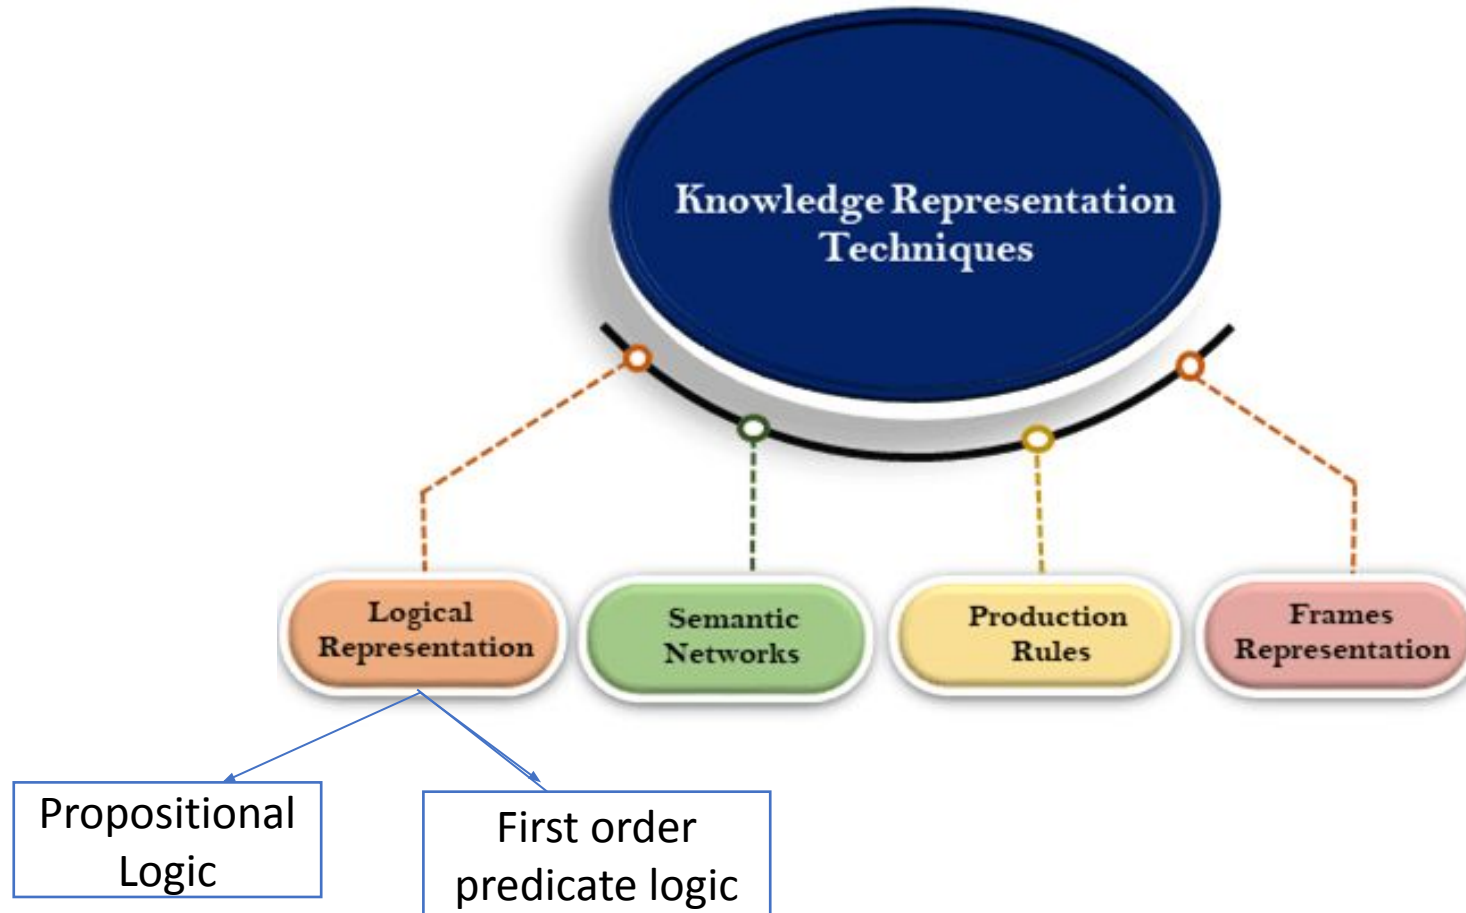 Knowledge Representation
Techniques
Logical
Representation
Semantic
Networks
Production
Rules
Frames
Representation
Propositional
Logic
First order
predicate logic